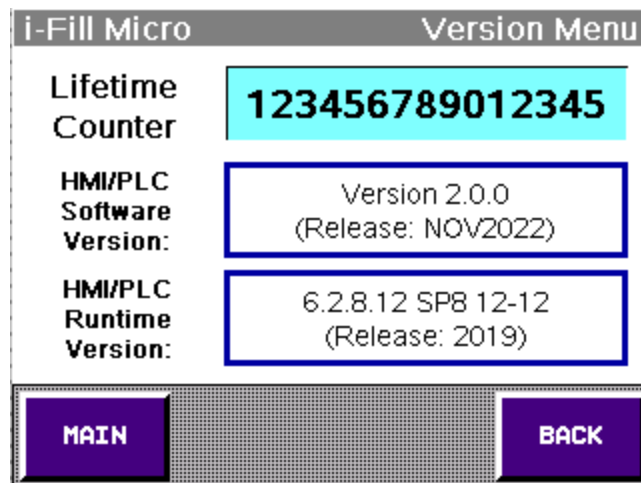 i-Fill Micro Version Menu
Lifetime
Counter
123456789012345
HMI/PLC
Software
Version:
Version 2.0.0
(Release: NOV2022)
HMI/PLC
Runtime
Version:
6.2.8.12 SP8 12-12
(Release: 2019)
MAIN
BACK